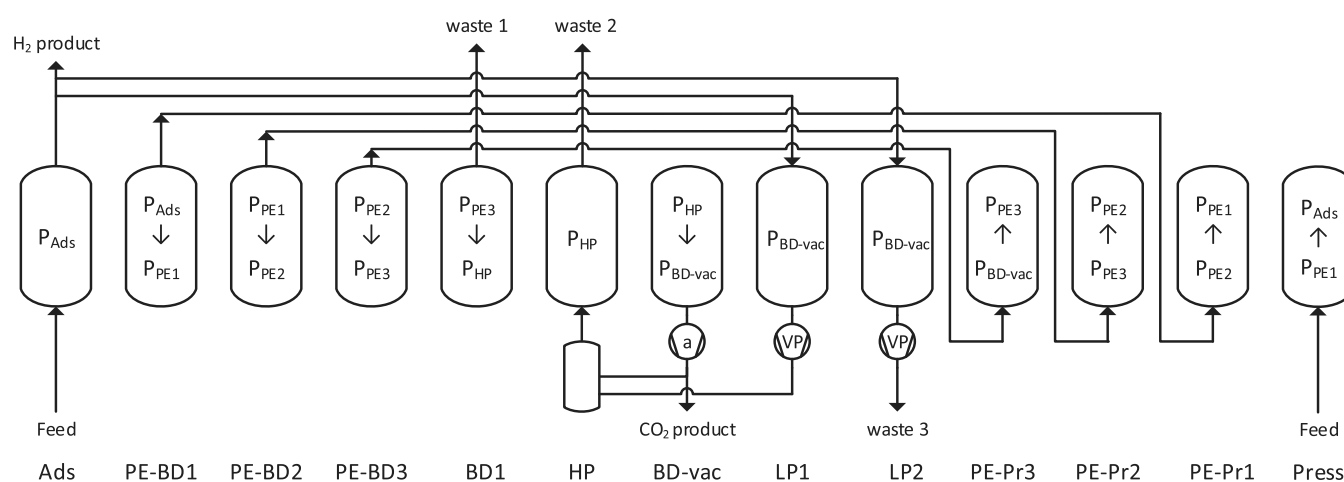 waste 1 waste 2
H₂ product
P_Ads P_PE1 P_PE2 P_PE3 P_HP P_PE3 P_PE2 P_PE1 P_Ads
P_Ads P_HP P_BD-vac P_BD-vac
P_PE1 P_PE2 P_PE3 P_HP P_BD-vac P_BD-vac P_PE3 P_PE2 P_PE1
a VP VP
Feed CO₂ product waste 3 Feed
Ads PE-BD1 PE-BD2 PE-BD3 BD1 HP BD-vac LP1 LP2 PE-Pr3 PE-Pr2 PE-Pr1 Press